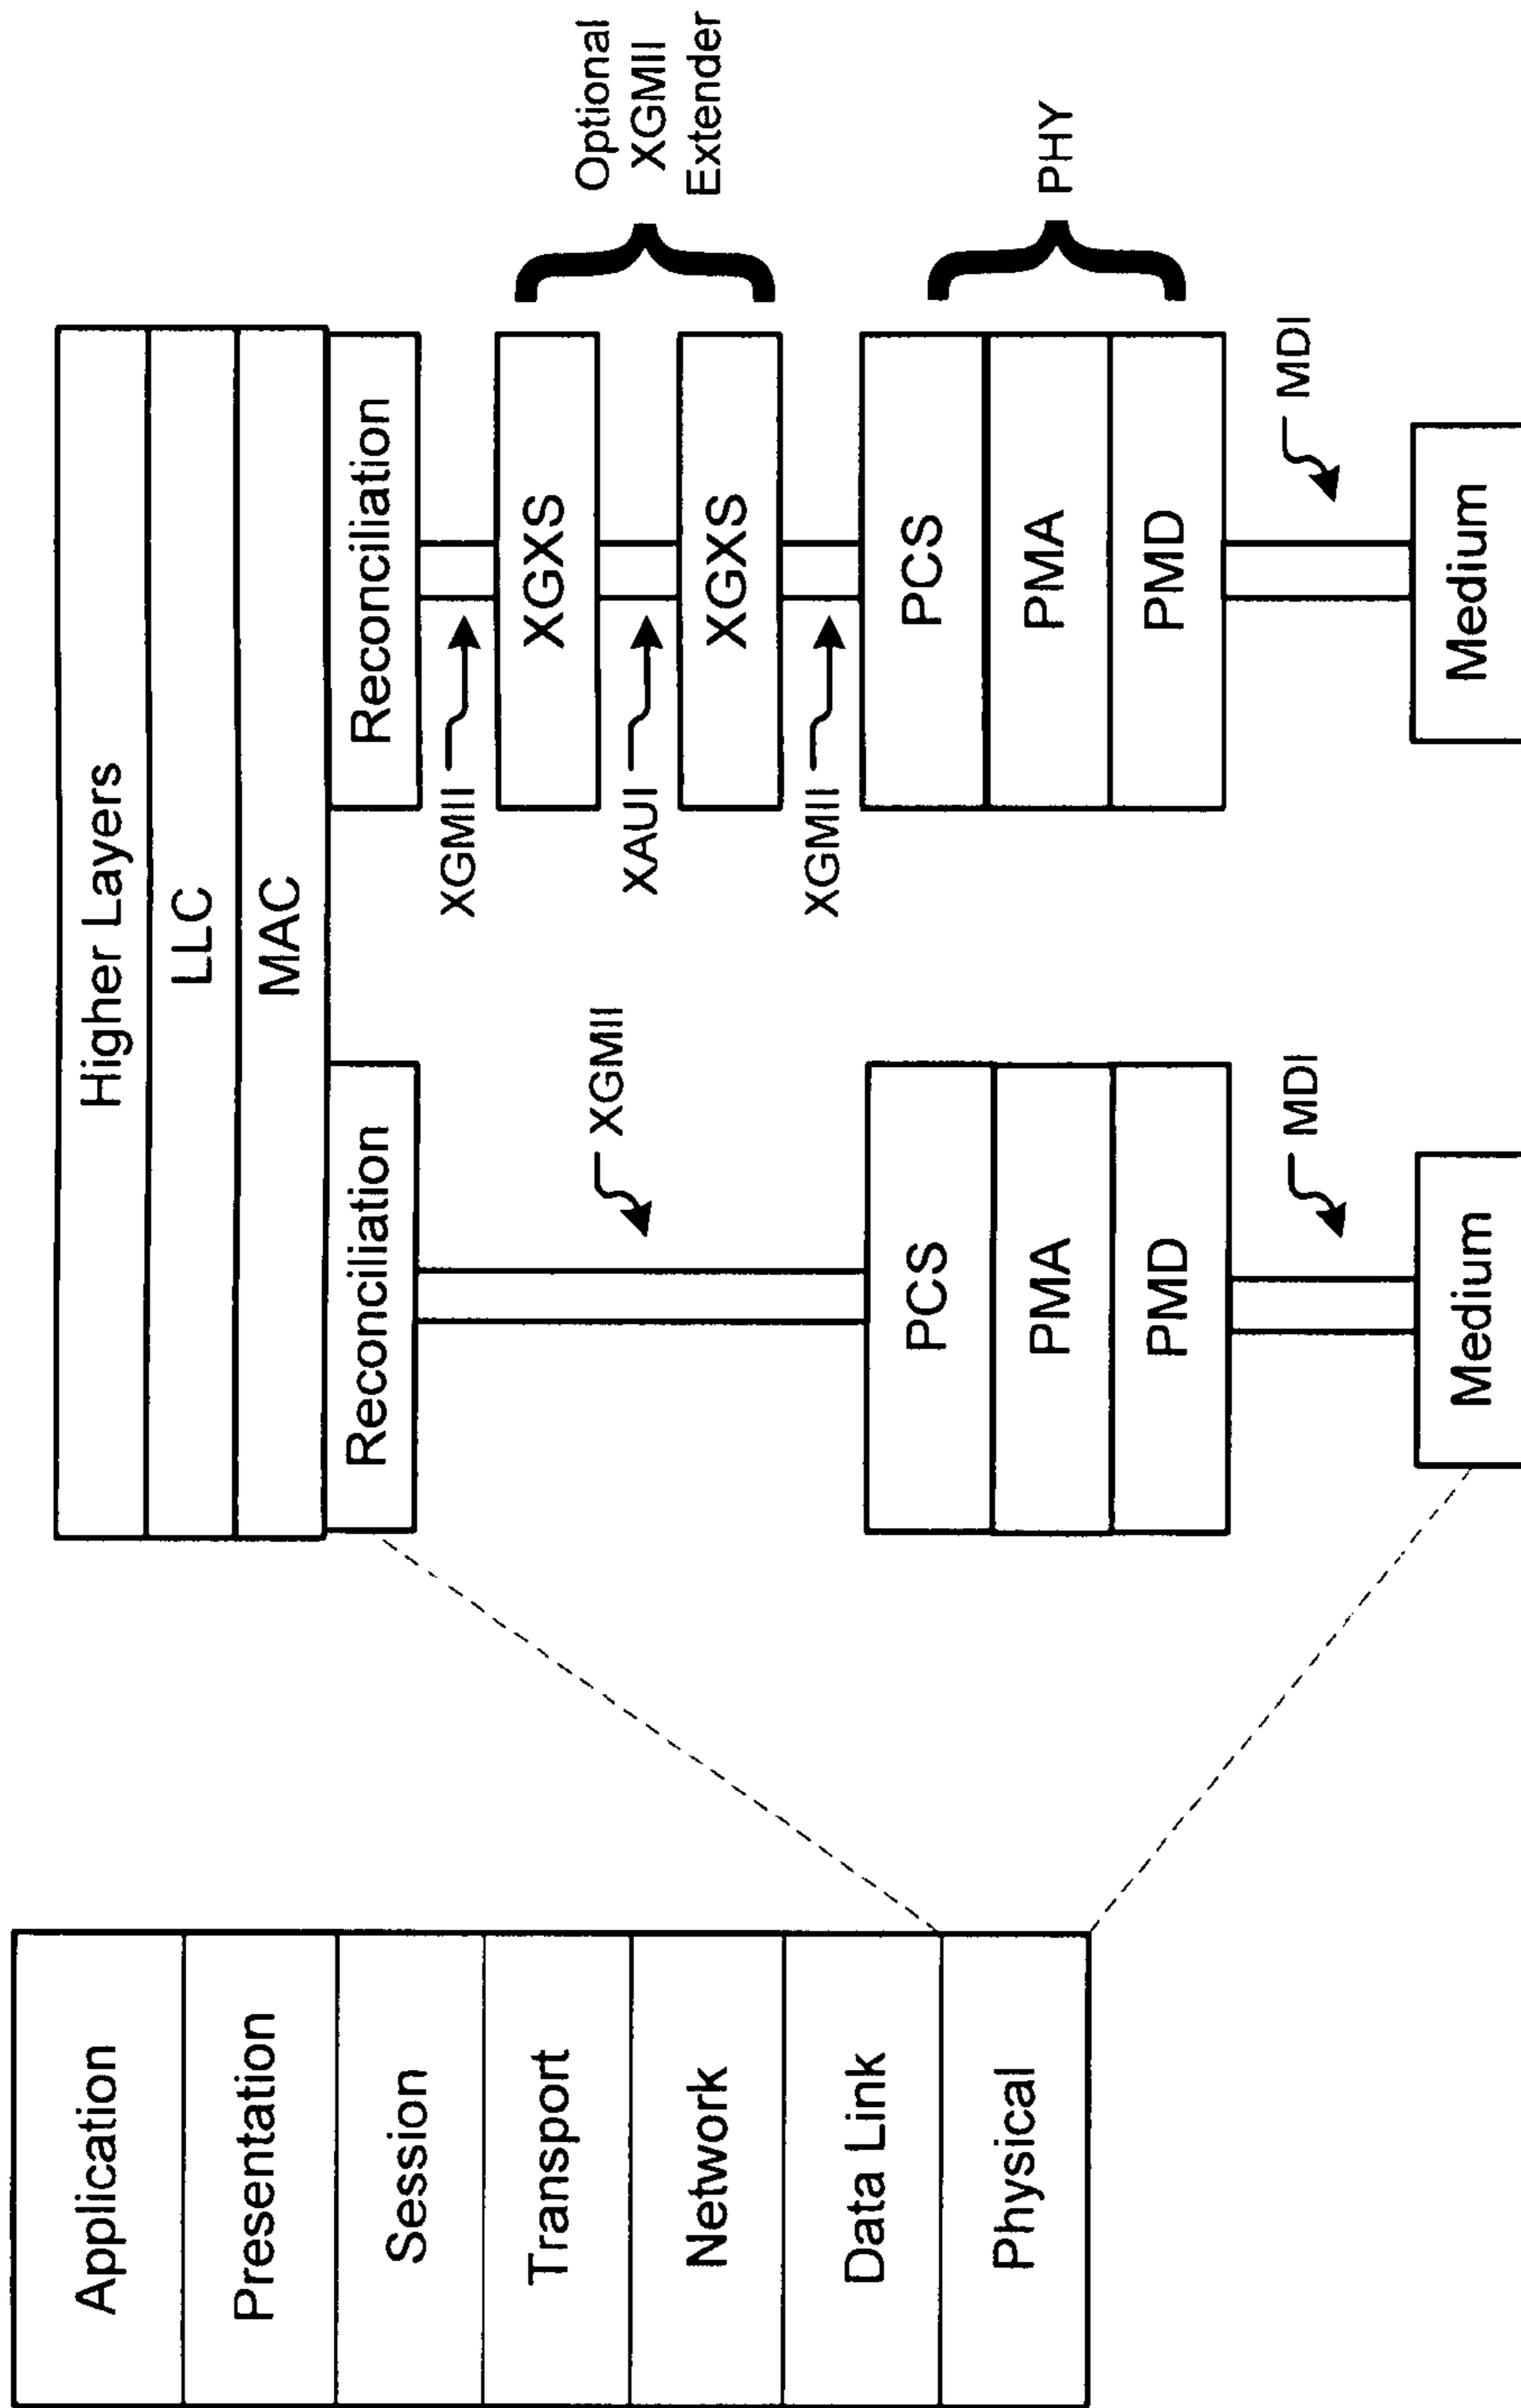 Application
Presentation
Session
Transport
Network
Data Link
Physical
Higher Layers
LLC
MAC
Reconciliation
XGMII
PCS
PMA
PMD
MDI
Medium
Reconciliation
XGMII
XGXS
XAUI
XGXS
XGMII
Optional
XGMII
Extender
PCS
PMA
PMD
PHY
MDI
Medium